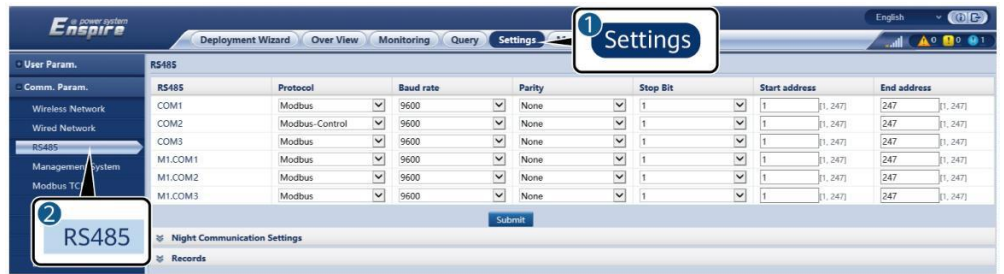 e power system
Enspire
English
Deployment Wizard Over View Monitoring Query Settings
1 Settings
0 0 1
User Param.
RS485
Comm. Param.
RS485 Protocol Baud rate Parity Stop Bit Start address End address
Wireless Network
COM1 Modbus 9600 None 1 1 [1, 247] 247 [1, 247]
Wired Network
COM2 Modbus-Control 9600 None 1 1 [1, 247] 247 [1, 247]
RS485
COM3 Modbus 9600 None 1 1 [1, 247] 247 [1, 247]
Management System
M1.COM1 Modbus 9600 None 1 1 [1, 247] 247 [1, 247]
Modbus TC
M1.COM2 Modbus 9600 None 1 1 [1, 247] 247 [1, 247]
M1.COM3 Modbus 9600 None 1 1 [1, 247] 247 [1, 247]
2 RS485
Submit
Night Communication Settings
Records